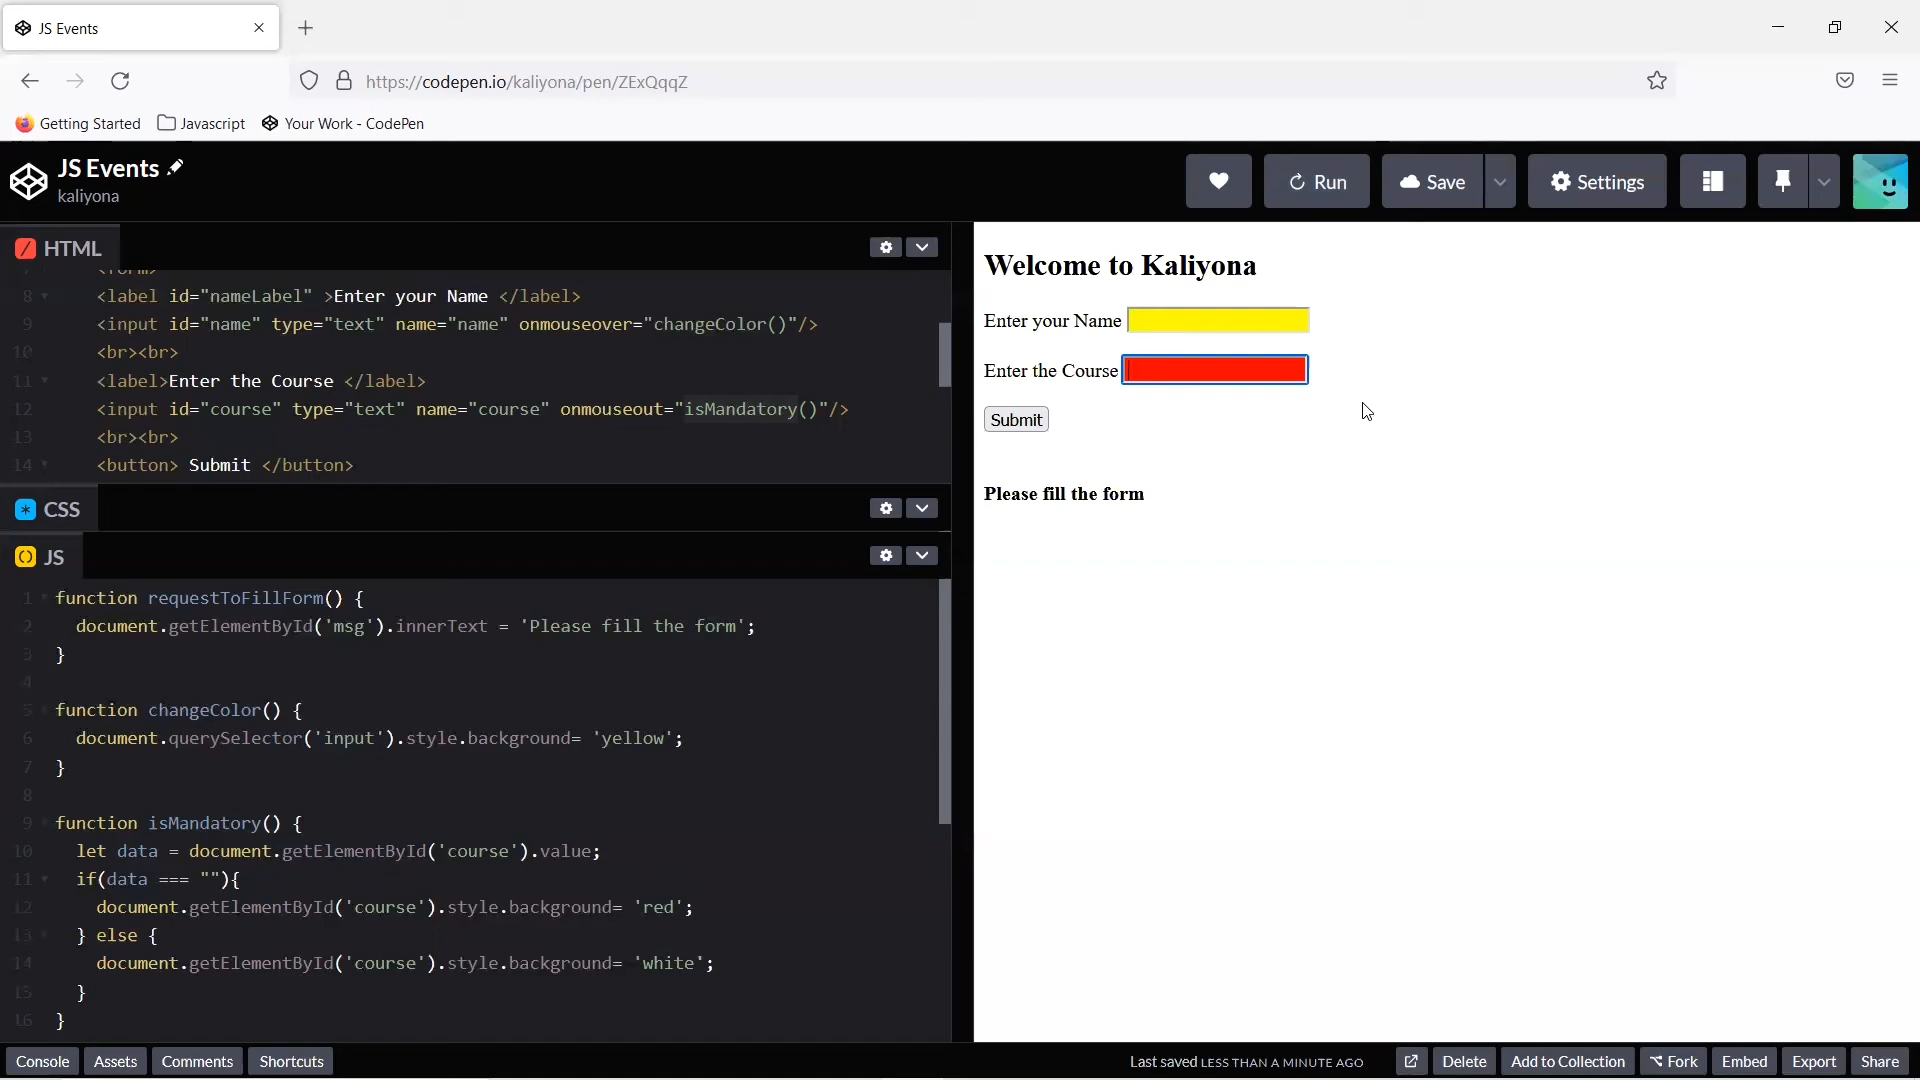 JS Events
https://codepen.io/kaliyona/pen/ZExQqqZ
Getting Started Javascript Your Work - CodePen
JS Events
kaliyona
Run Save Settings
HTML
7 <form>
8 <label id="nameLabel" >Enter your Name </label>
9 <input id="name" type="text" name="name" onmouseover="changeColor()"/>
10 <br><br>
11 <label>Enter the Course </label>
12 <input id="course" type="text" name="course" onmouseout="isMandatory()"/>
13 <br><br>
14 <button> Submit </button>
CSS
JS
1 function requestToFillForm() {
2 document.getElementById('msg').innerText = 'Please fill the form';
3 }
4
5 function changeColor() {
6 document.querySelector('input').style.background= 'yellow';
7 }
8
9 function isMandatory() {
10 let data = document.getElementById('course').value;
11 if(data === ""){
12 document.getElementById('course').style.background= 'red';
13 } else {
14 document.getElementById('course').style.background= 'white';
15 }
16 }
Welcome to Kaliyona
Enter your Name
Enter the Course
Submit
Please fill the form
Console Assets Comments Shortcuts
Last saved LESS THAN A MINUTE AGO
Delete Add to Collection Fork Embed Export Share